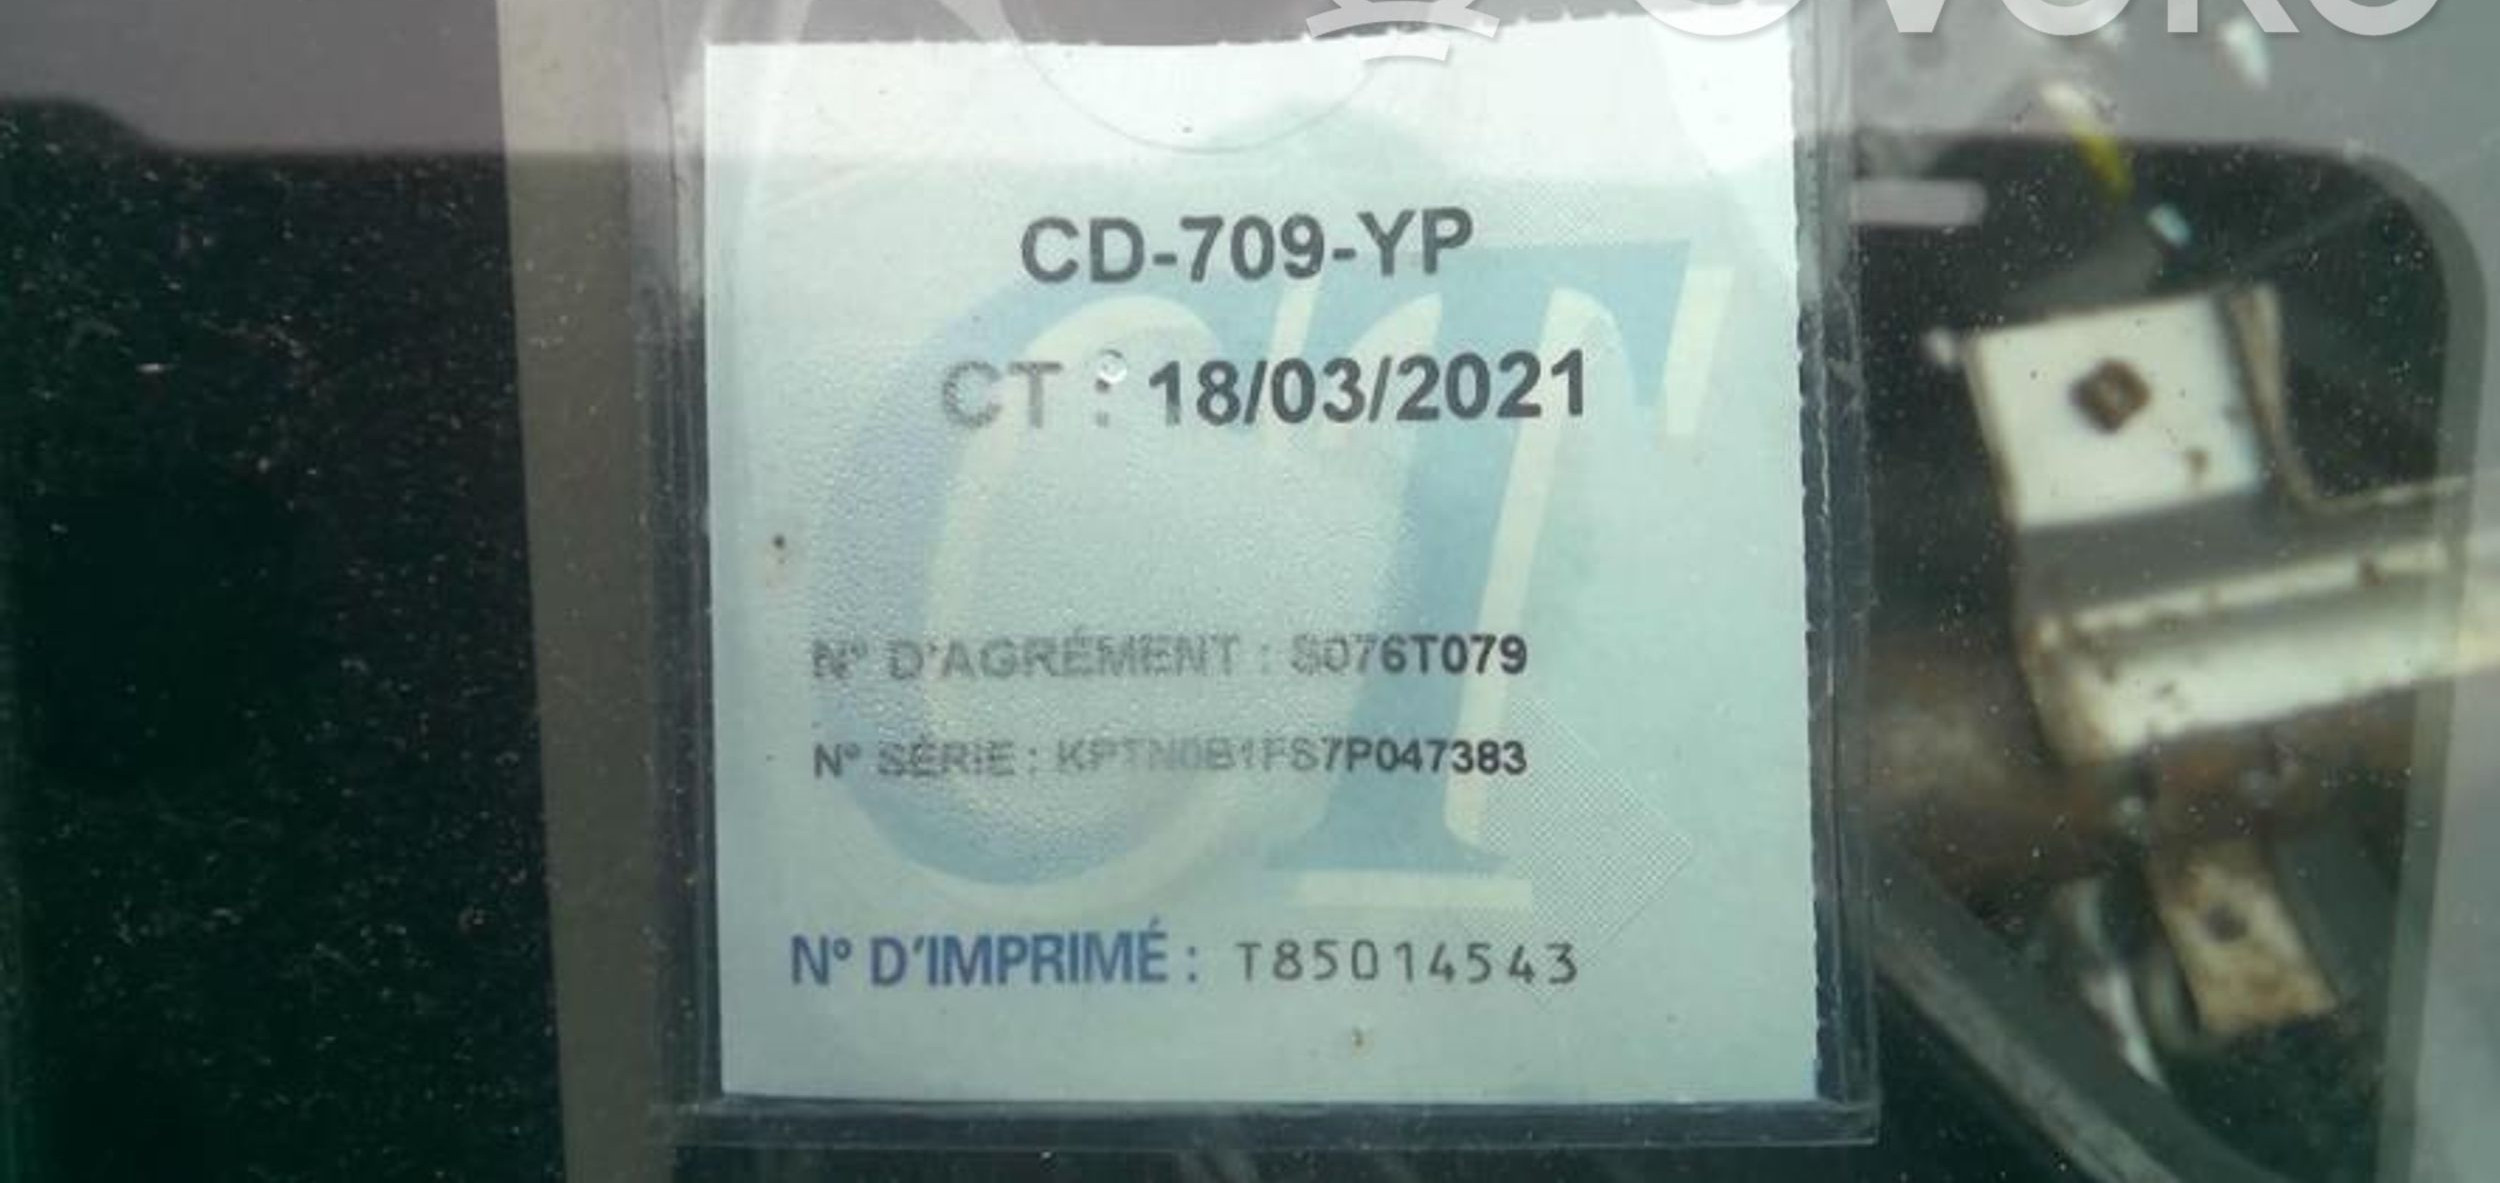 CD-709-YP
CT : 18/03/2021
N° D'AGRÉMENT : S076T079
N° SÉRIE : KPTN0B1FS7P047383
N° D'IMPRIMÉ : T85014543